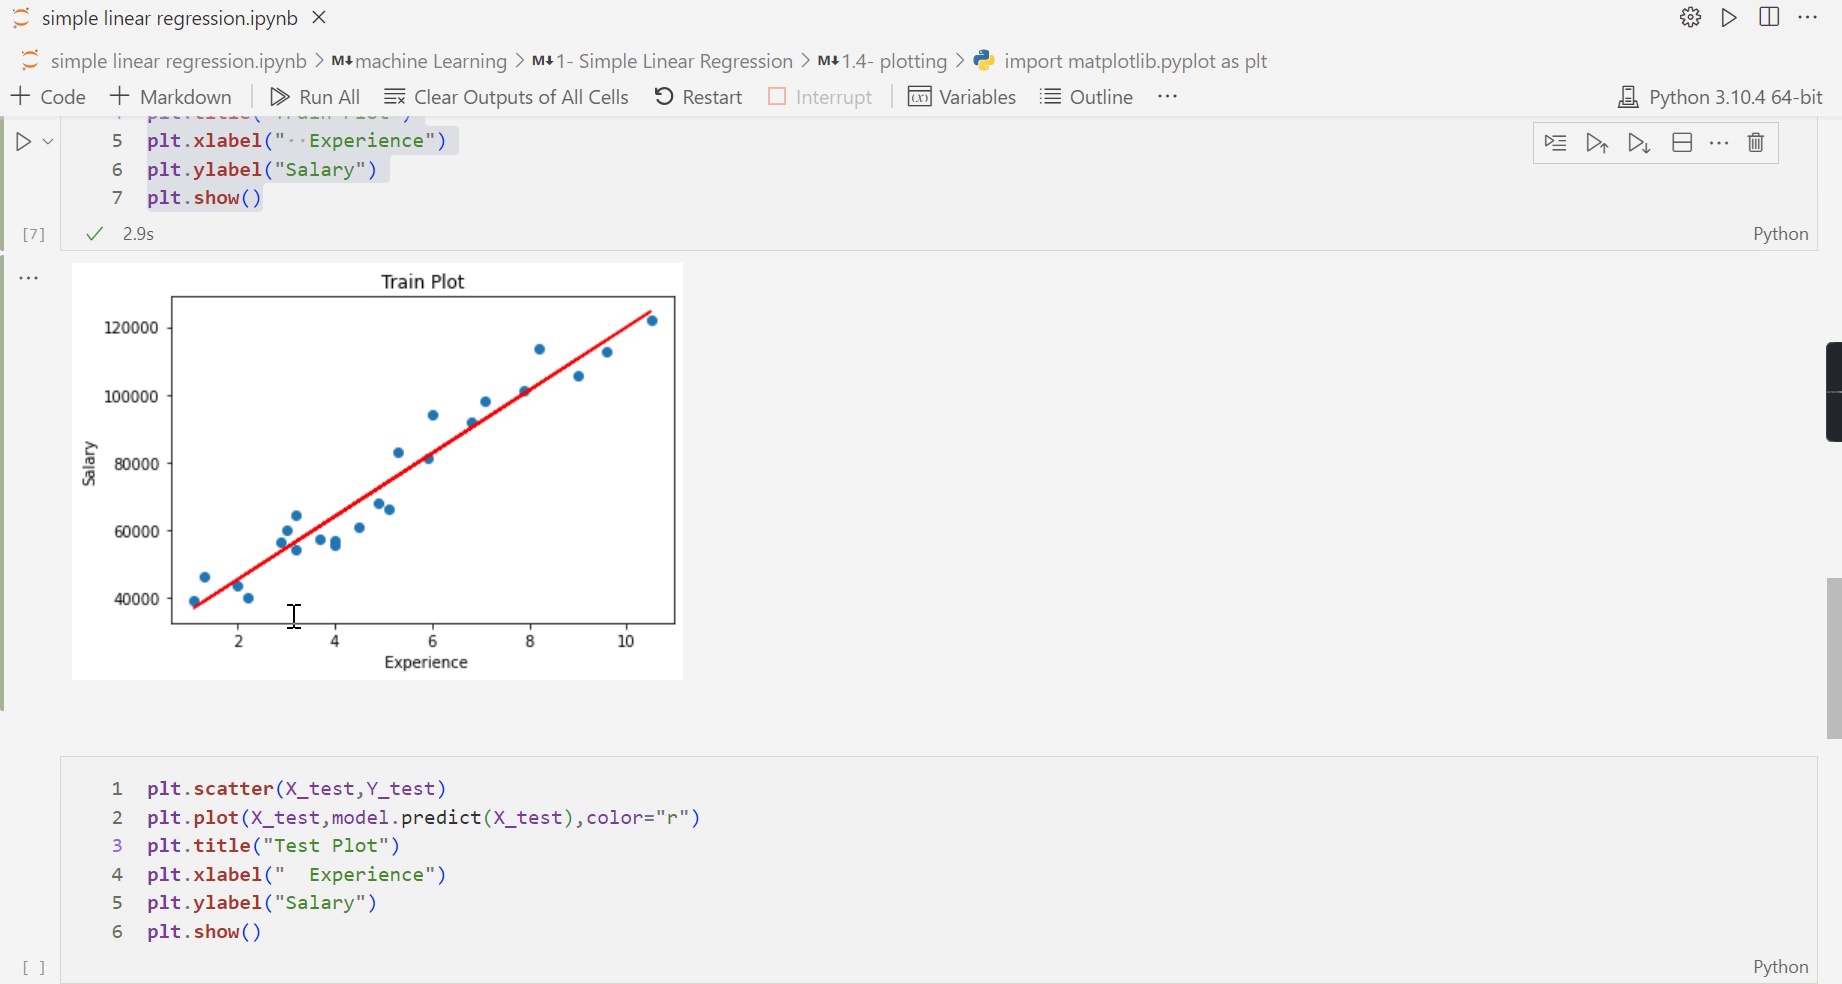 simple linear regression.ipynb
simple linear regression.ipynb > M↓machine Learning > M↓1- Simple Linear Regression > M↓1.4- plotting > import matplotlib.pyplot as plt
+ Code + Markdown Run All Clear Outputs of All Cells Restart Interrupt (x) Variables Outline ... Python 3.10.4 64-bit
4 plt.title("Train Plot")
5 plt.xlabel("··Experience")
6 plt.ylabel("Salary")
7 plt.show()
[7] ✓ 2.9s Python
...
Train Plot
120000
100000
80000
60000
40000
Salary
2 4 6 8 10
Experience
1 plt.scatter(X_test,Y_test)
2 plt.plot(X_test,model.predict(X_test),color="r")
3 plt.title("Test Plot")
4 plt.xlabel("  Experience")
5 plt.ylabel("Salary")
6 plt.show()
[ ] Python